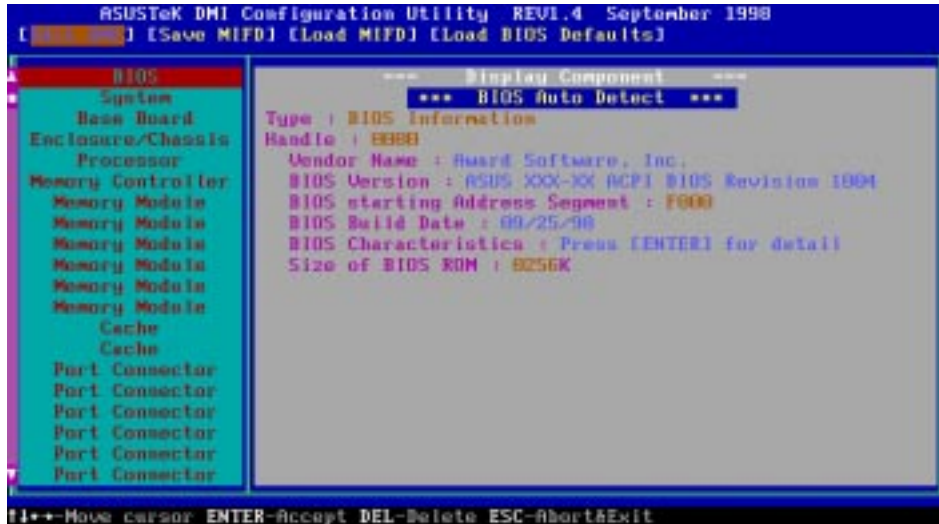 ASUSTeK DMI Configuration Utility REV1.4 September 1998
[Edit DMI] [Save MIFD] [Load MIFD] [Load BIOS Defaults]
BIOS
System
Base Board
Enclosure/Chassis
Processor
Memory Controller
Memory Module
Memory Module
Memory Module
Memory Module
Memory Module
Memory Module
Cache
Cache
Port Connector
Port Connector
Port Connector
Port Connector
Port Connector
Port Connector
--- Display Component ---
*** BIOS Auto Detect ***
Type : BIOS Information
Handle : 0000
Vendor Name : Award Software, Inc.
BIOS Version : ASUS XXX-XX ACPI BIOS Revision 1004
BIOS starting Address Segment : F000
BIOS Build Date : 09/25/98
BIOS Characteristics : Press [ENTER] for detail
Size of BIOS ROM : 0256K
↑↓→←-Move cursor ENTER-Accept DEL-Delete ESC-Abort&Exit